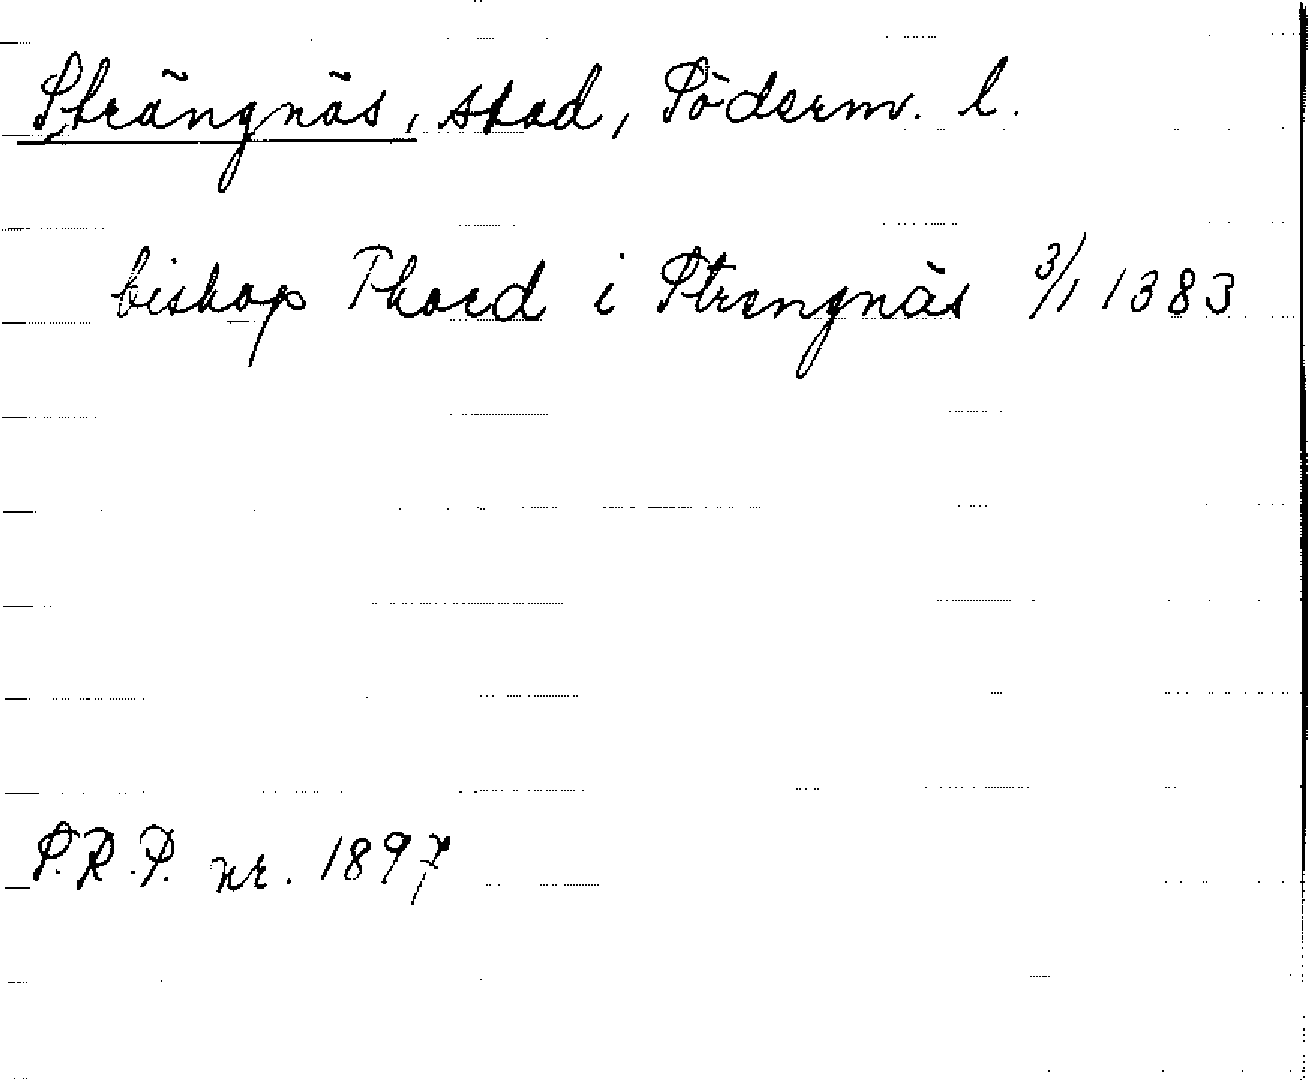 Strängnäs, stad, Söderm. l.
biskop Thord i Strengnäs 3/1 1383
S.R.P. nr. 1897